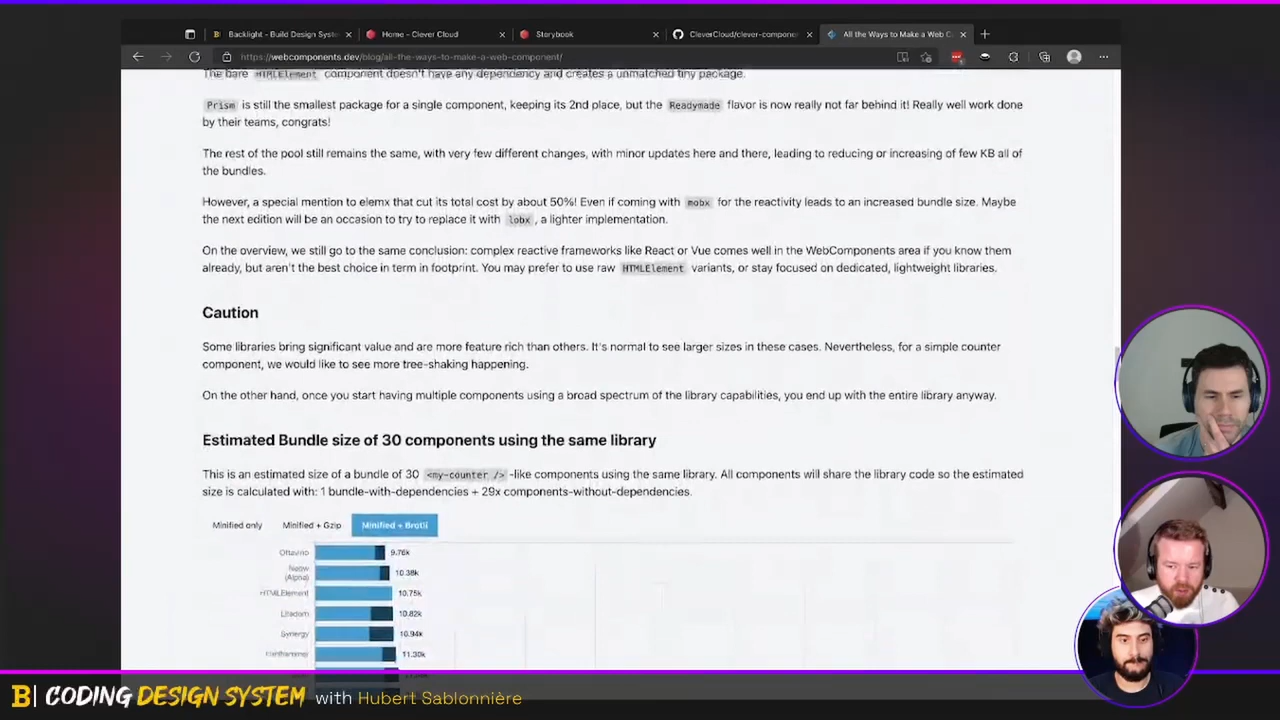 Backlight - Build Design Syste
Home - Clever Cloud
Storybook
CleverCloud/clever-componen
All the Ways to Make a Web C
https://webcomponents.dev/blog/all-the-ways-to-make-a-web-component/
The bare HTMLElement component doesn't have any dependency and creates a unmatched tiny package.
Prism is still the smallest package for a single component, keeping its 2nd place, but the Readymade flavor is now really not far behind it! Really well work done
by their teams, congrats!
The rest of the pool still remains the same, with very few different changes, with minor updates here and there, leading to reducing or increasing of few KB all of
the bundles.
However, a special mention to elemx that cut its total cost by about 50%! Even if coming with mobx for the reactivity leads to an increased bundle size. Maybe
the next edition will be an occasion to try to replace it with lobx , a lighter implementation.
On the overview, we still go to the same conclusion: complex reactive frameworks like React or Vue comes well in the WebComponents area if you know them
already, but aren't the best choice in term in footprint. You may prefer to use raw HTMLElement variants, or stay focused on dedicated, lightweight libraries.
Caution
Some libraries bring significant value and are more feature rich than others. It's normal to see larger sizes in these cases. Nevertheless, for a simple counter
component, we would like to see more tree-shaking happening.
On the other hand, once you start having multiple components using a broad spectrum of the library capabilities, you end up with the entire library anyway.
Estimated Bundle size of 30 components using the same library
This is an estimated size of a bundle of 30 <my-counter /> -like components using the same library. All components will share the library code so the estimated
size is calculated with: 1 bundle-with-dependencies + 29x components-without-dependencies.
Minified only
Minified + Gzip
Minified + Brotli
Ottavino 9.76k
Neow
(Alpha) 10.38k
HTMLElement 10.75k
Litedom 10.82k
Synergy 10.94k
Lighthammer 11.30k
B| CODING DESIGN SYSTEM with Hubert Sablonnière